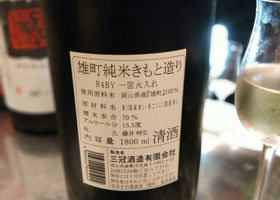 雄町純米きもと造り
R4BY 一回火入れ
使用原料米 岡山県産『雄町』100%
原材料名 米(国産米)・米こうじ(国産米)
精米歩合 70%
アルコール分 15.5度
杜氏 藤井 時弘
内容量 1800ml
清酒
製造者
三冠酒造有限会社